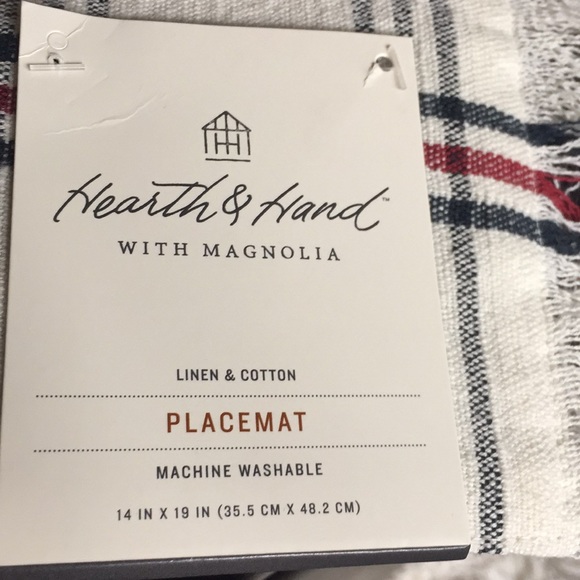 Hearth & Hand™
WITH MAGNOLIA
LINEN & COTTON
PLACEMAT
MACHINE WASHABLE
14 IN X 19 IN (35.5 CM X 48.2 CM)